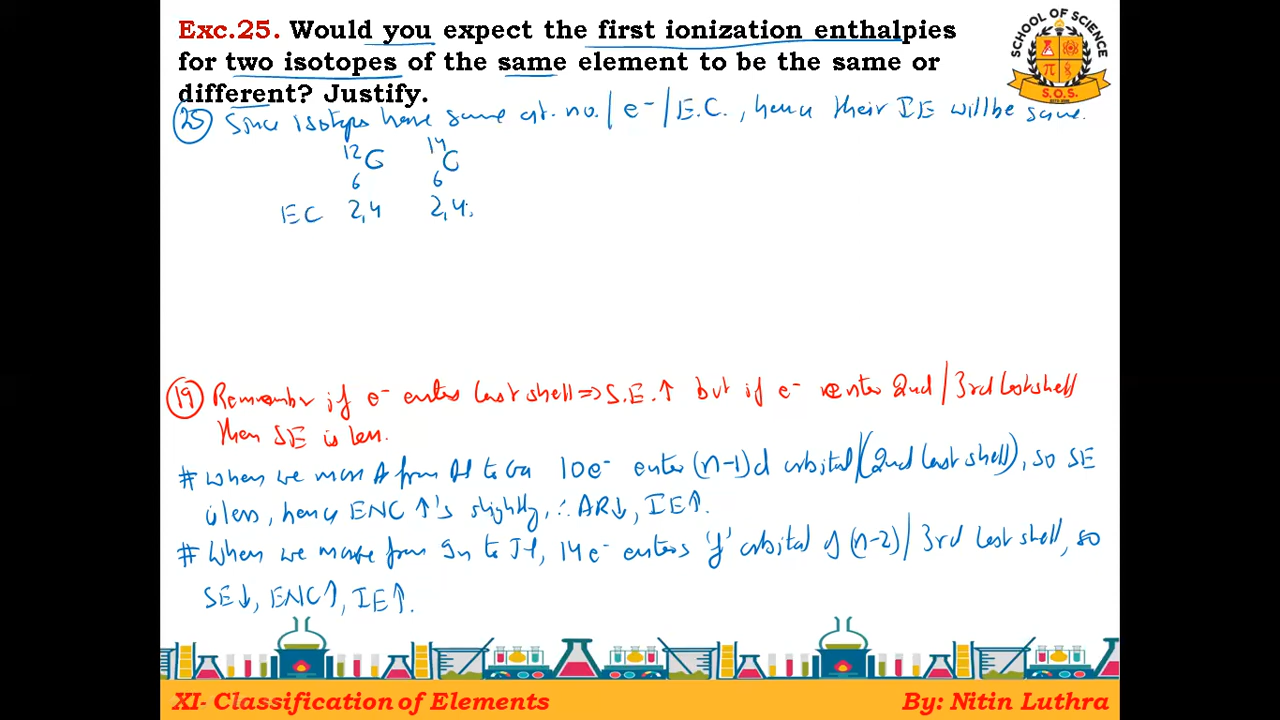 Exc.25. Would you expect the first ionization enthalpies
for two isotopes of the same element to be the same or
different? Justify.
SCHOOL OF SCIENCE
S.O.S.
25 Since isotopes have same at. no. / e⁻ / E.C. , hence their IE will be same.
¹²C ¹⁴C
6 6
EC 2,4 2,4
19 Remember if e⁻ enters last shell ⇒ S.E.↑ but if e⁻ enter 2nd / 3rd last shell
then SE is less.
# When we move from Al to Ga 10e⁻ enter (n-1)d orbital/(2nd last shell), so SE
is less, hence ENC ↑'s slightly, ∴ AR↓, IE↑.
# When we move from In to Tl, 14e⁻ enters 'f' orbital of (n-2) / 3rd last shell, so
SE↓, ENC↑, IE↑.
XI- Classification of Elements
By: Nitin Luthra